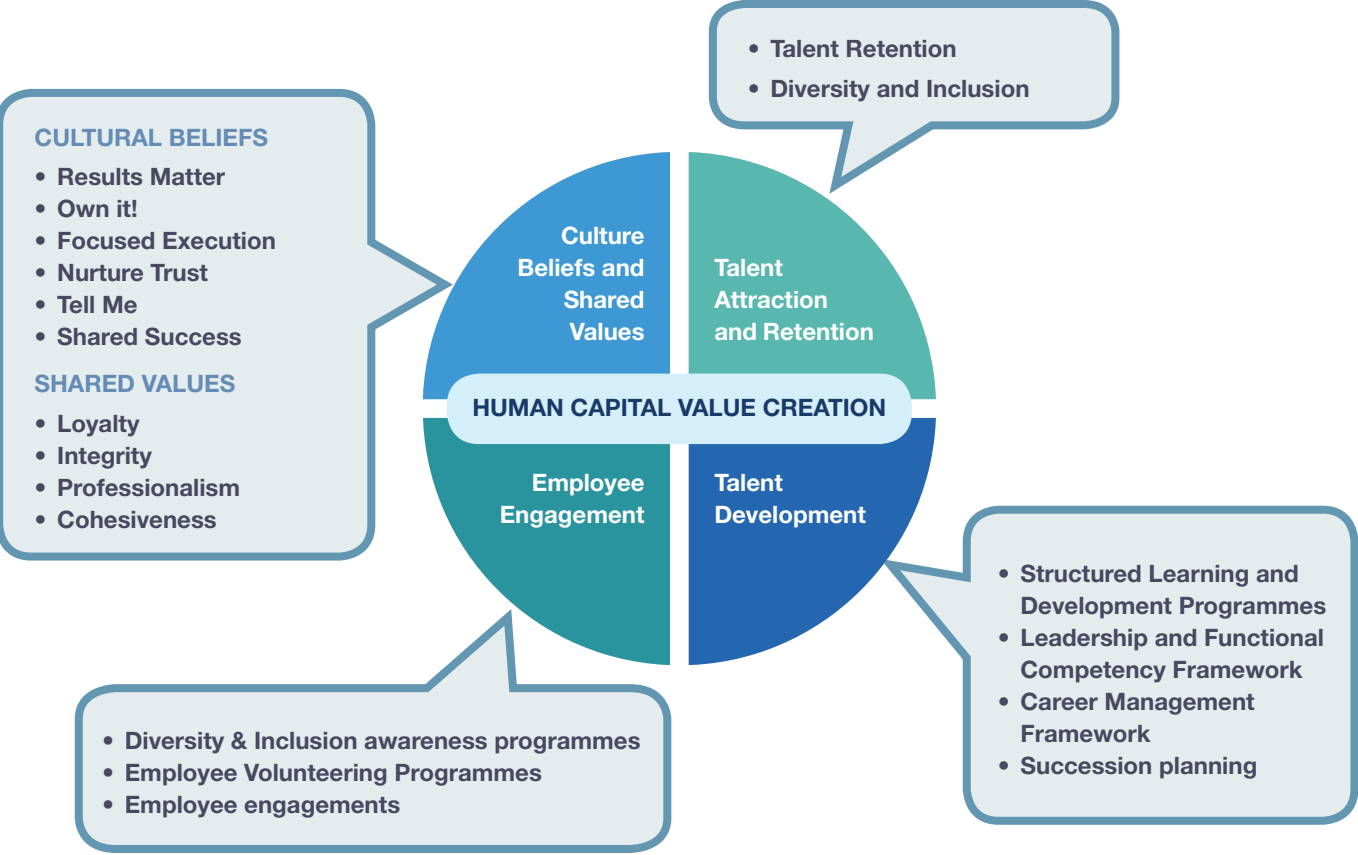 • Talent Retention
• Diversity and Inclusion
CULTURAL BELIEFS
• Results Matter
• Own it!
• Focused Execution
• Nurture Trust
• Tell Me
• Shared Success
SHARED VALUES
• Loyalty
• Integrity
• Professionalism
• Cohesiveness
Culture
Beliefs and
Shared
Values
Talent
Attraction
and Retention
HUMAN CAPITAL VALUE CREATION
Employee
Engagement
Talent
Development
• Structured Learning and
Development Programmes
• Leadership and Functional
Competency Framework
• Career Management
Framework
• Succession planning
• Diversity & Inclusion awareness programmes
• Employee Volunteering Programmes
• Employee engagements